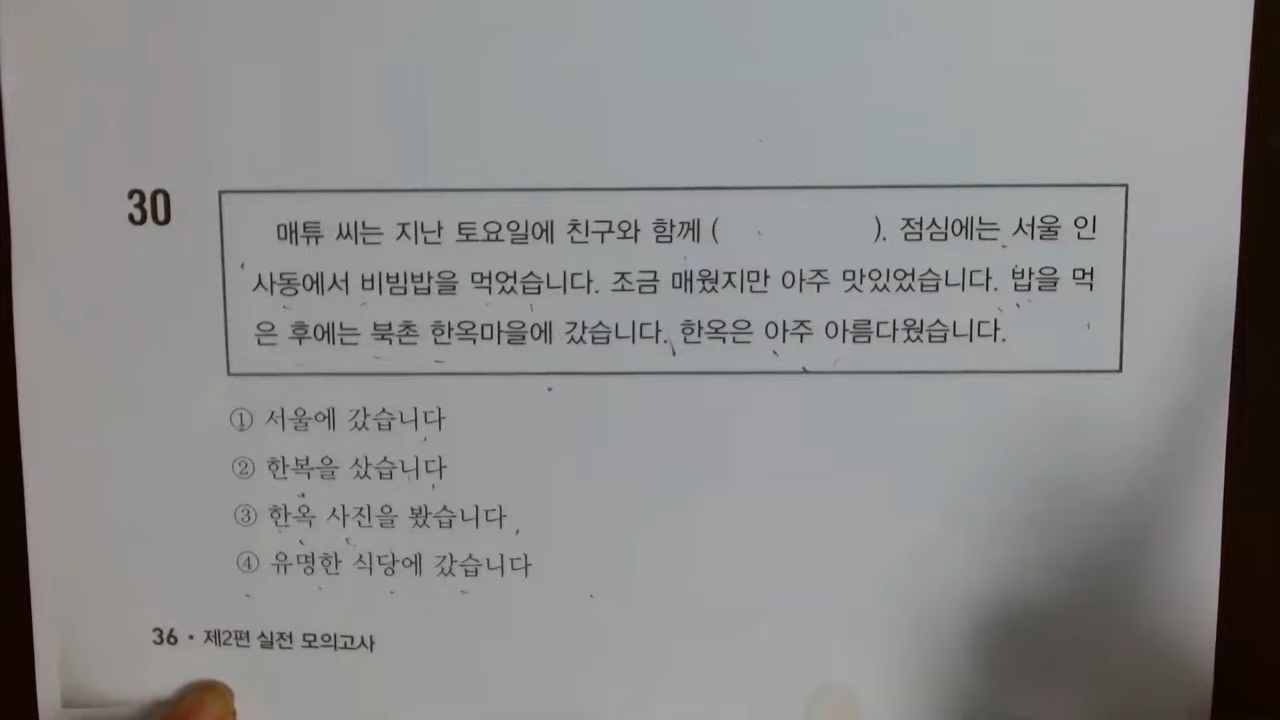 30
매튜 씨는 지난 토요일에 친구와 함께 (          ). 점심에는 서울 인
사동에서 비빔밥을 먹었습니다. 조금 매웠지만 아주 맛있었습니다. 밥을 먹
은 후에는 북촌 한옥마을에 갔습니다. 한옥은 아주 아름다웠습니다.
① 서울에 갔습니다
② 한복을 샀습니다
③ 한옥 사진을 봤습니다
④ 유명한 식당에 갔습니다
36 • 제2편 실전 모의고사